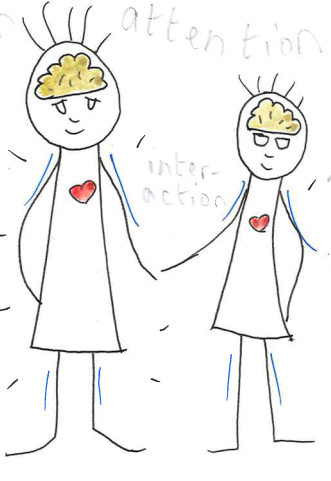 attention
inter-
action